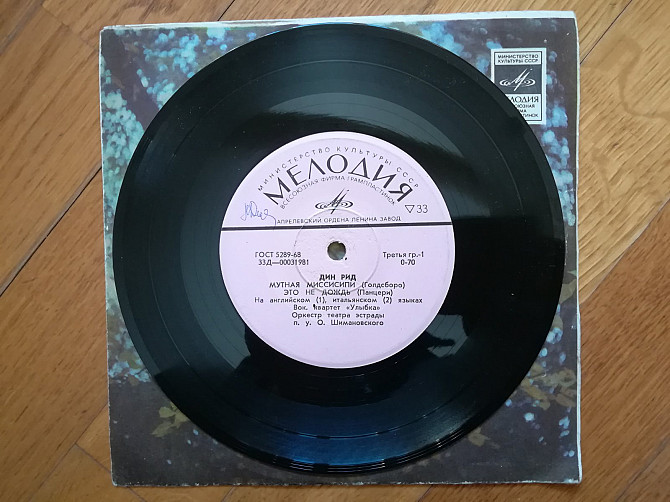 МИНИСТЕРСТВО
КУЛЬТУРЫ СССР
МЕЛОДИЯ
МИНИСТЕРСТВО КУЛЬТУРЫ СССР
МЕЛОДИЯ
ВСЕСОЮЗНАЯ ФИРМА ГРАМПЛАСТИНОК
33
АПРЕЛЕВСКИЙ ОРДЕНА ЛЕНИНА ЗАВОД
ГОСТ 5289-68 Третья гр.-1
33Д—00031981 0-70
ДИН РИД
МУТНАЯ МИССИСИПИ (Голдсборо)
ЭТО НЕ ДОЖДЬ (Панцери)
На английском (1), итальянском (2) языках
Вок. квартет «Улыбка»
Оркестр театра эстрады
п. у О. Шимановского